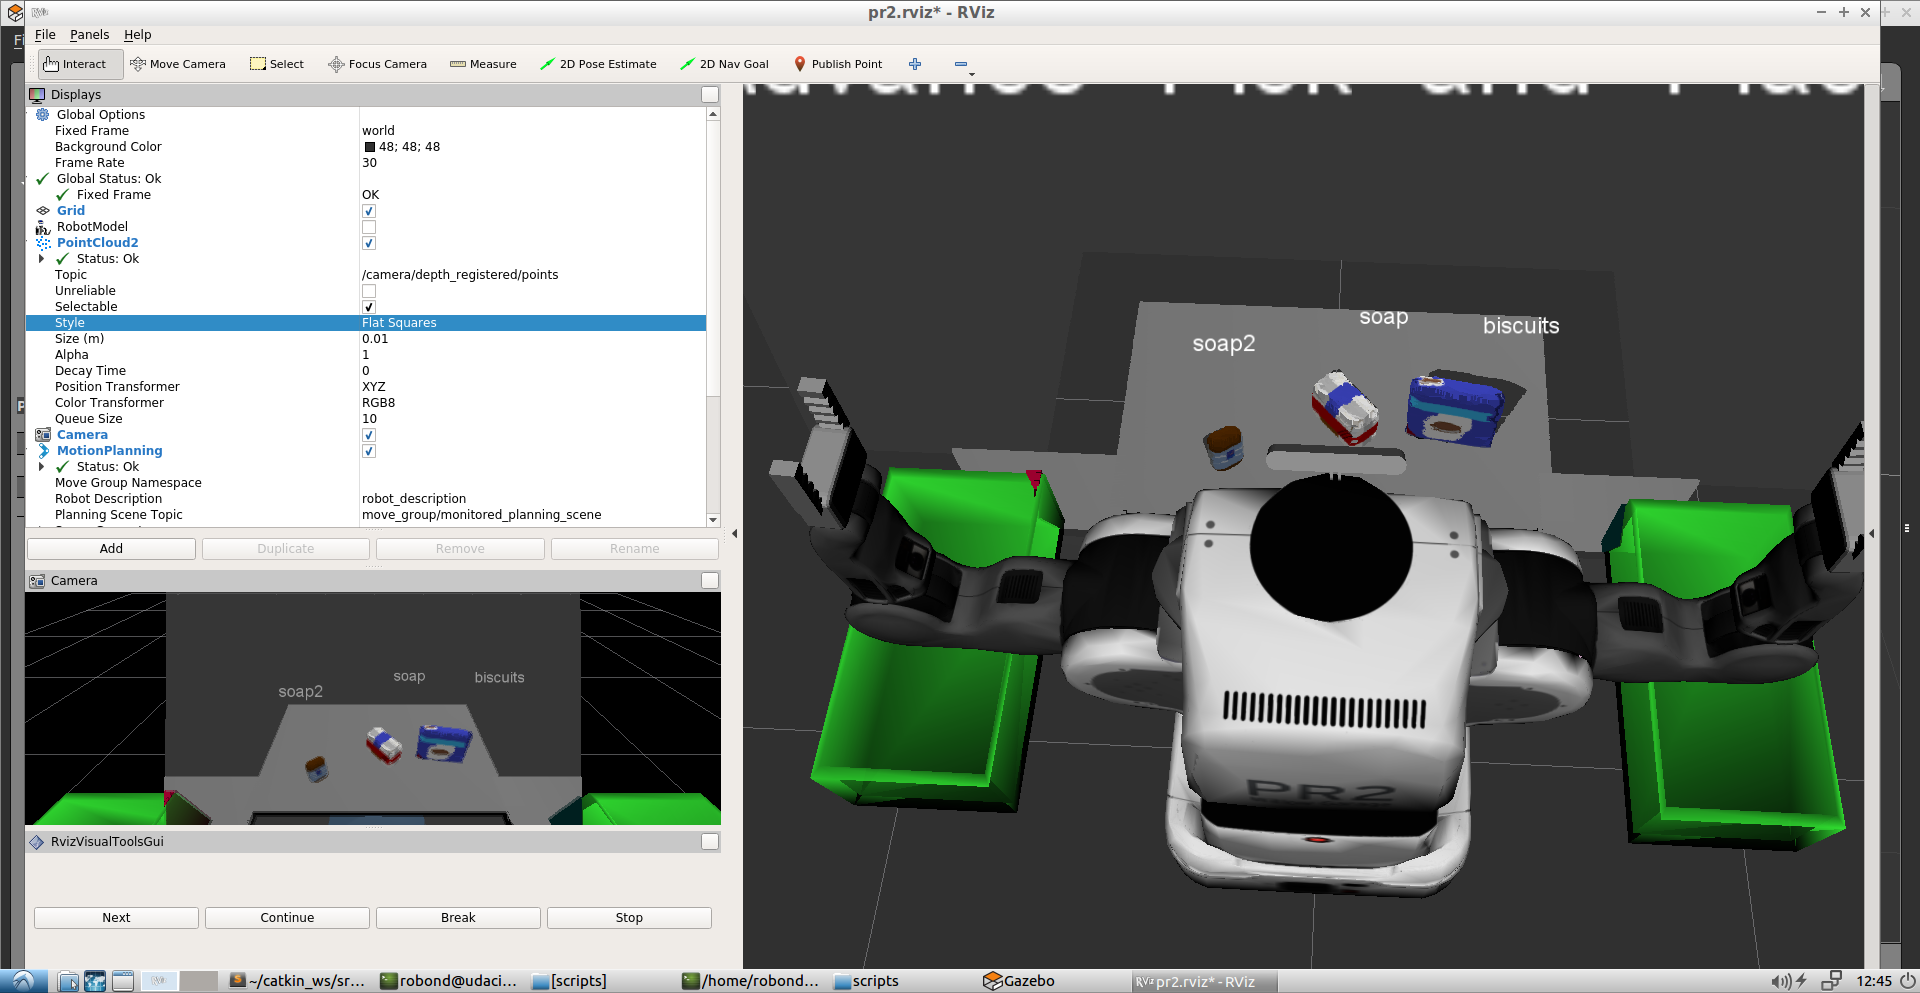 pr2.rviz* - RViz
File Panels Help
Interact Move Camera Select Focus Camera Measure 2D Pose Estimate 2D Nav Goal Publish Point
Displays
Global Options
Fixed Frame world
Background Color 48; 48; 48
Frame Rate 30
Global Status: Ok
Fixed Frame OK
Grid
RobotModel
PointCloud2
Status: Ok
Topic /camera/depth_registered/points
Unreliable
Selectable
Style Flat Squares
Size (m) 0.01
Alpha 1
Decay Time 0
Position Transformer XYZ
Color Transformer RGB8
Queue Size 10
Camera
MotionPlanning
Status: Ok
Move Group Namespace
Robot Description robot_description
Planning Scene Topic move_group/monitored_planning_scene
Add Duplicate Remove Rename
Camera
soap2 soap biscuits
RvizVisualToolsGui
Next Continue Break Stop
soap2 soap biscuits
PR2
~/catkin_ws/sr... robond@udaci... [scripts] /home/robond... scripts Gazebo pr2.rviz* - RViz 12:45